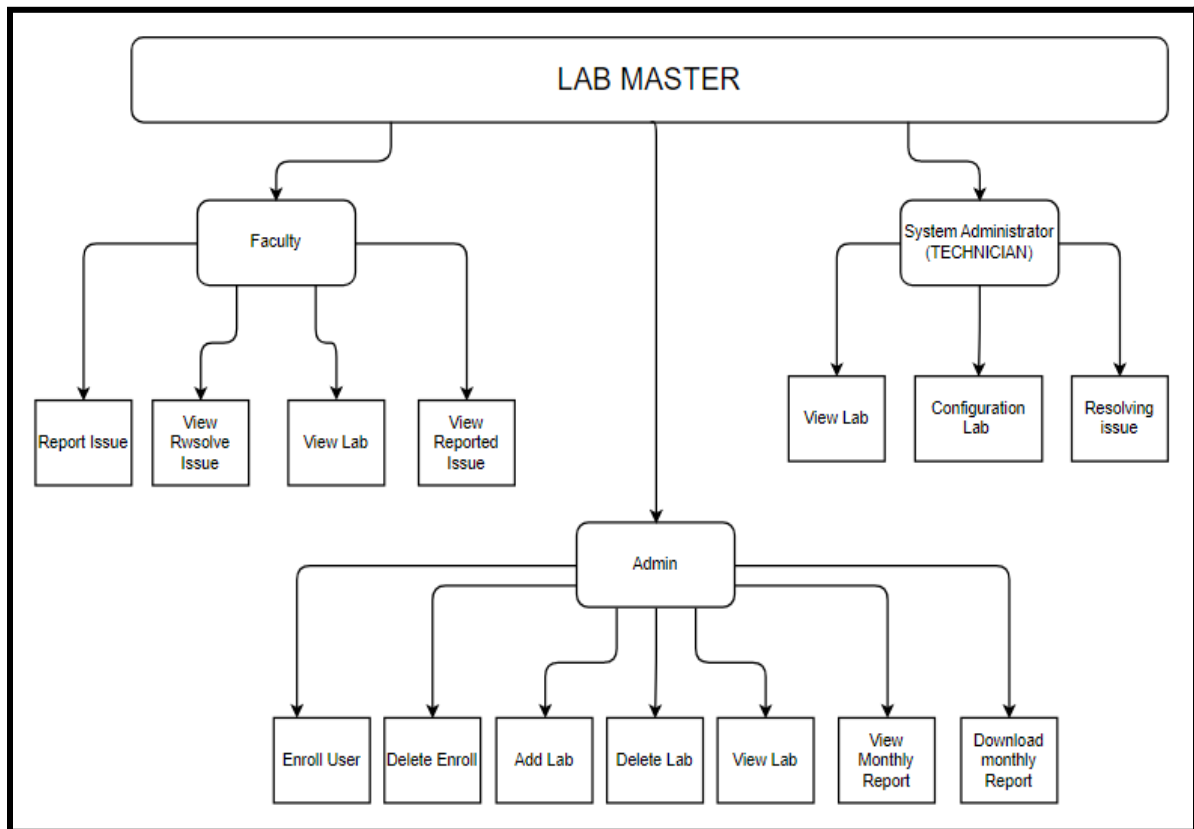 LAB MASTER
Faculty
System Administrator
(TECHNICIAN)
Report Issue
View
Rwsolve
Issue
View Lab
View
Reported
Issue
View Lab
Configuration
Lab
Resolving
issue
Admin
Enroll User
Delete Enroll
Add Lab
Delete Lab
View Lab
View
Monthly
Report
Download
monthly
Report